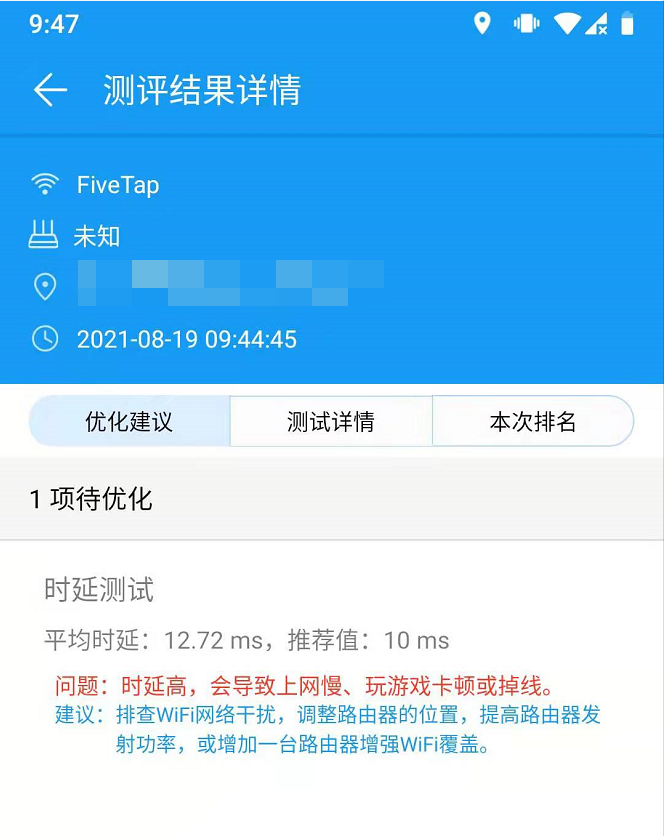 9:47
测评结果详情
FiveTap
未知
2021-08-19 09:44:45
优化建议 测试详情 本次排名
1 项待优化
时延测试
平均时延：12.72 ms，推荐值：10 ms
问题：时延高，会导致上网慢、玩游戏卡顿或掉线。
建议：排查WiFi网络干扰，调整路由器的位置，提高路由器发
射功率，或增加一台路由器增强WiFi覆盖。